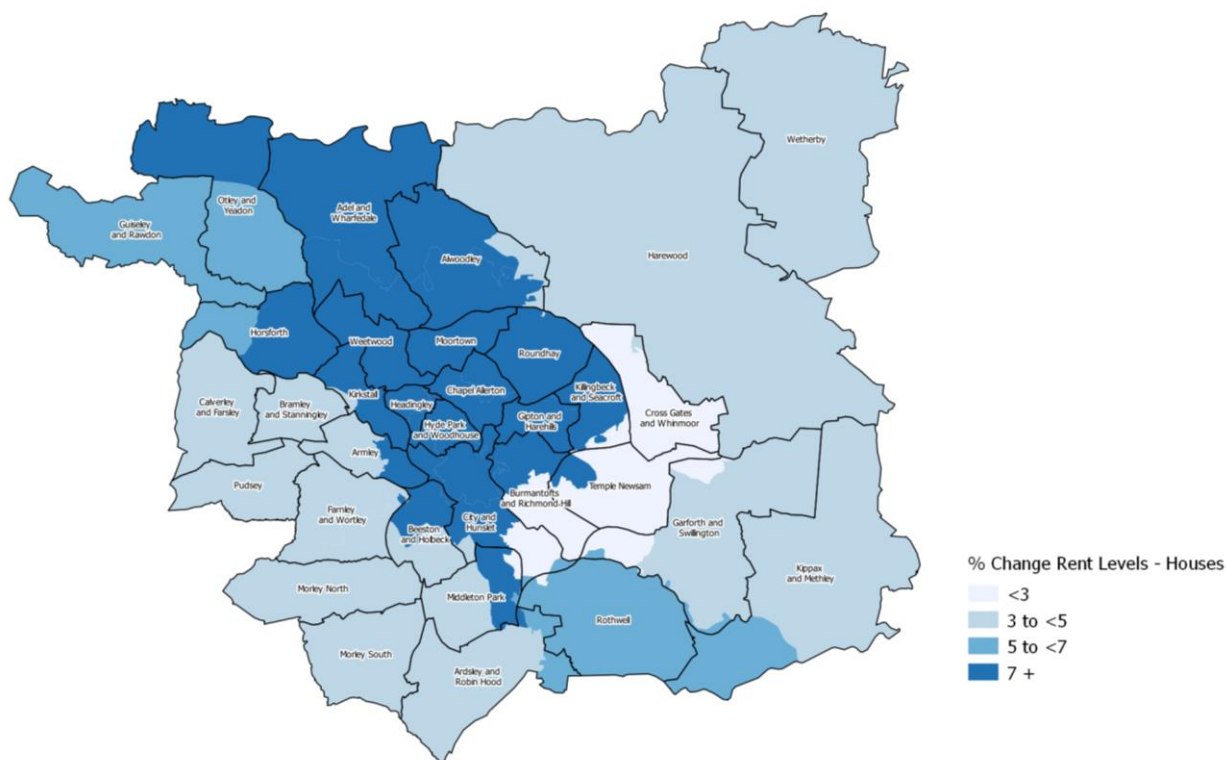 Wetherby
Otley and
Yeadon
Guiseley
and Rawdon
Adel and
Wharfedale
Alwoodley
Harewood
Horsforth
Weetwood
Moortown
Roundhay
Calverley
and Farsley
Bramley
and Stanningley
Kirkstall
Headingley
Chapel Allerton
Killingbeck
and Seacroft
Hyde Park
and Woodhouse
Gipton and
Harehills
Cross Gates
and Whinmoor
Armley
Pudsey
Farnley
and Wortley
Burmantofts
and Richmond Hill
Temple Newsam
City and
Hunslet
Beeston
and Holbeck
Garforth and
Swillington
Kippax
and Methley
Morley North
Middleton Park
Rothwell
Morley South
Ardsley and
Robin Hood
% Change Rent Levels - Houses
<3
3 to <5
5 to <7
7 +